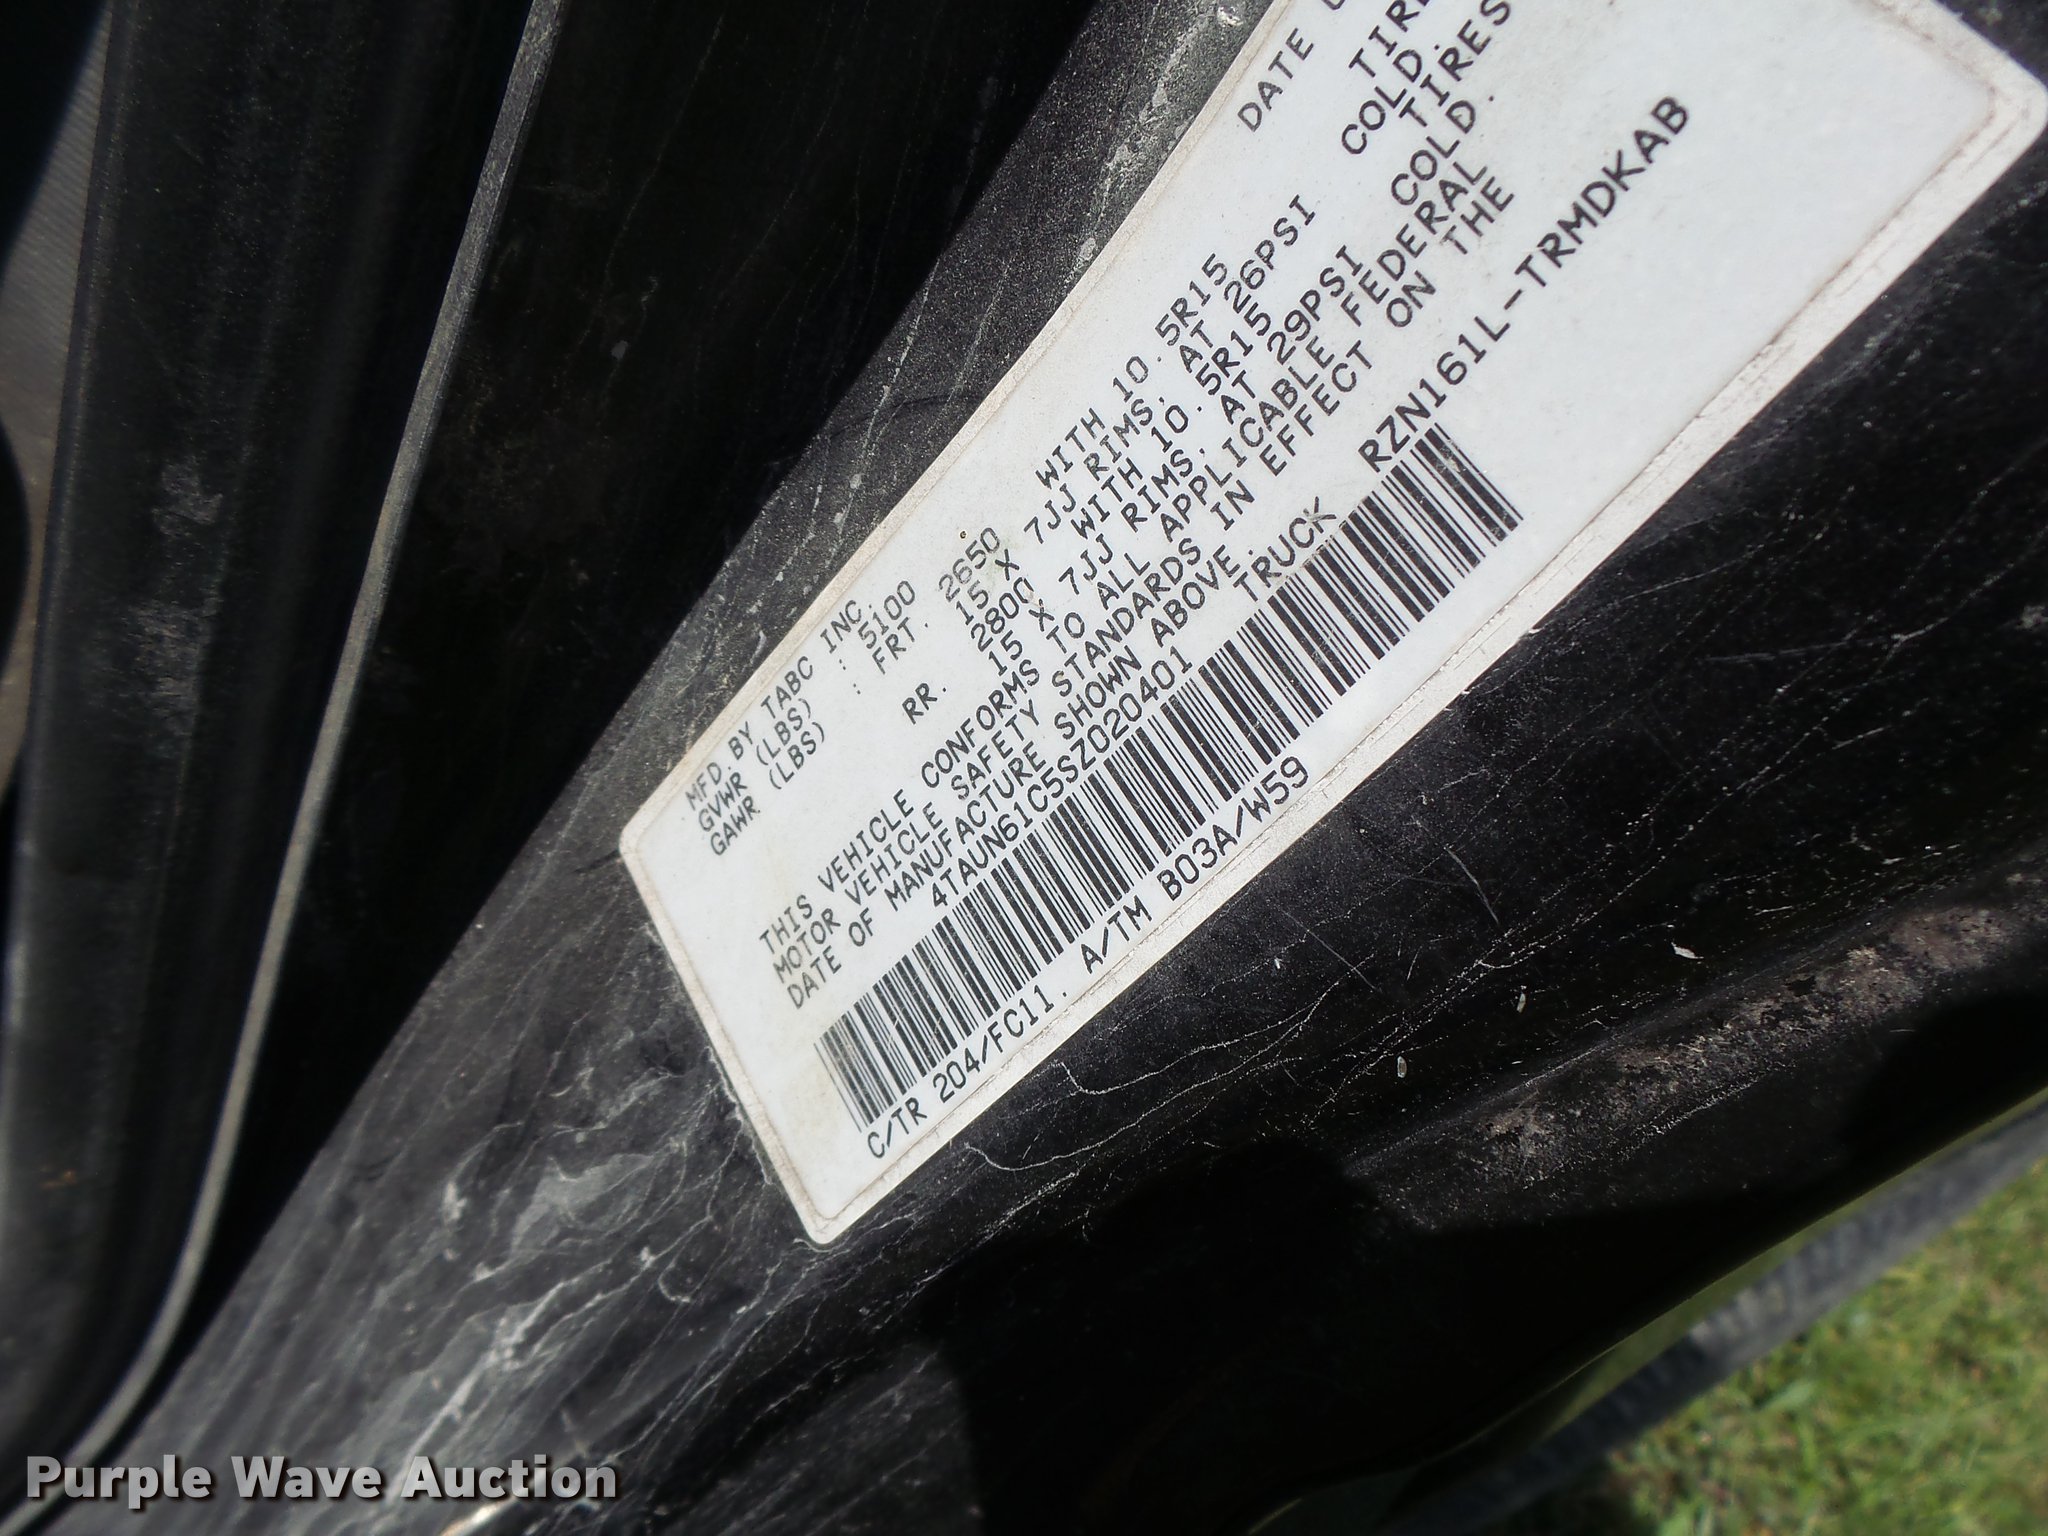 MFD. BY TABC INC DATE
GVWR (LBS) : 5100
GAWR (LBS) : FRT. 2650 WITH 10.5R15
15 X 7JJ RIMS, AT 26PSI COLD.
RR. 2800 WITH 10.5R15 TIRES
15 X 7JJ RIMS. AT 29PSI COLD.
THIS VEHICLE CONFORMS TO ALL APPLICABLE FEDERAL
MOTOR VEHICLE SAFETY STANDARDS IN EFFECT ON THE
DATE OF MANUFACTURE SHOWN ABOVE.
4TAUN61C5SZ020401 TRUCK RZN161L-TRMDKAB
C/TR 204/FC11. A/TM B03A/W59
Purple Wave Auction